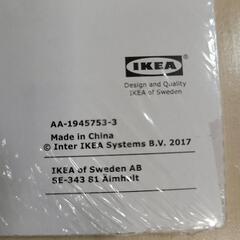 IKEA
Design and Quality
IKEA of Sweden
AA-1945753-3
Made in China
© Inter IKEA Systems B.V. 2017
IKEA of Sweden AB
SE-343 81 Älmhult